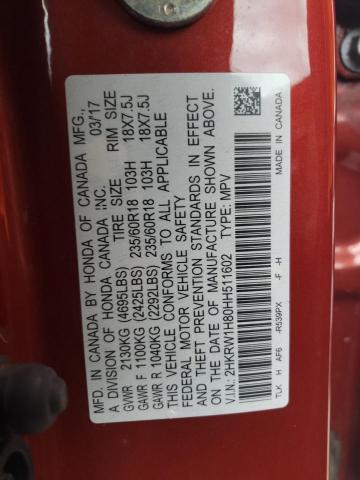 MFD. IN CANADA BY HONDA OF CANADA MFG.,
A DIVISION OF HONDA CANADA INC. 03/17
TIRE SIZE RIM SIZE
GVWR 2130KG (4695LBS)
GAWR F 1100KG (2425LBS) 235/60R18 103H 18X7.5J
GAWR R 1040KG (2292LBS) 235/60R18 103H 18X7.5J
THIS VEHICLE CONFORMS TO ALL APPLICABLE
FEDERAL MOTOR VEHICLE SAFETY
AND THEFT PREVENTION STANDARDS IN EFFECT
ON THE DATE OF MANUFACTURE SHOWN ABOVE.
V.I.N.: 2HKRW1H80HH511602 TYPE: MPV
TLK H AF6 -R539PX -F -H MADE IN CANADA